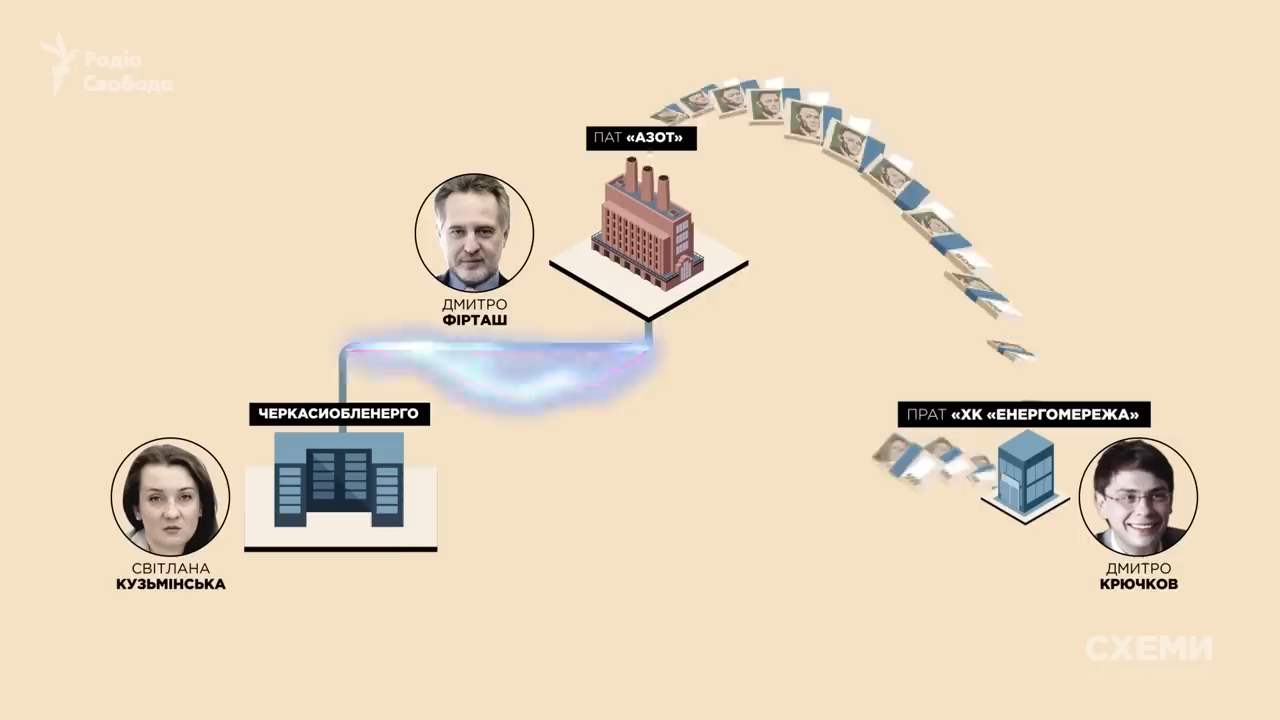 Радіо
Свобода
ПАТ «АЗОТ»
ДМИТРО
ФІРТАШ
ЧЕРКАСИОБЛЕНЕРГО
СВІТЛАНА
КУЗЬМІНСЬКА
ПРАТ «ХК «ЕНЕРГОМЕРЕЖА»
ДМИТРО
КРЮЧКОВ
СХЕМИ